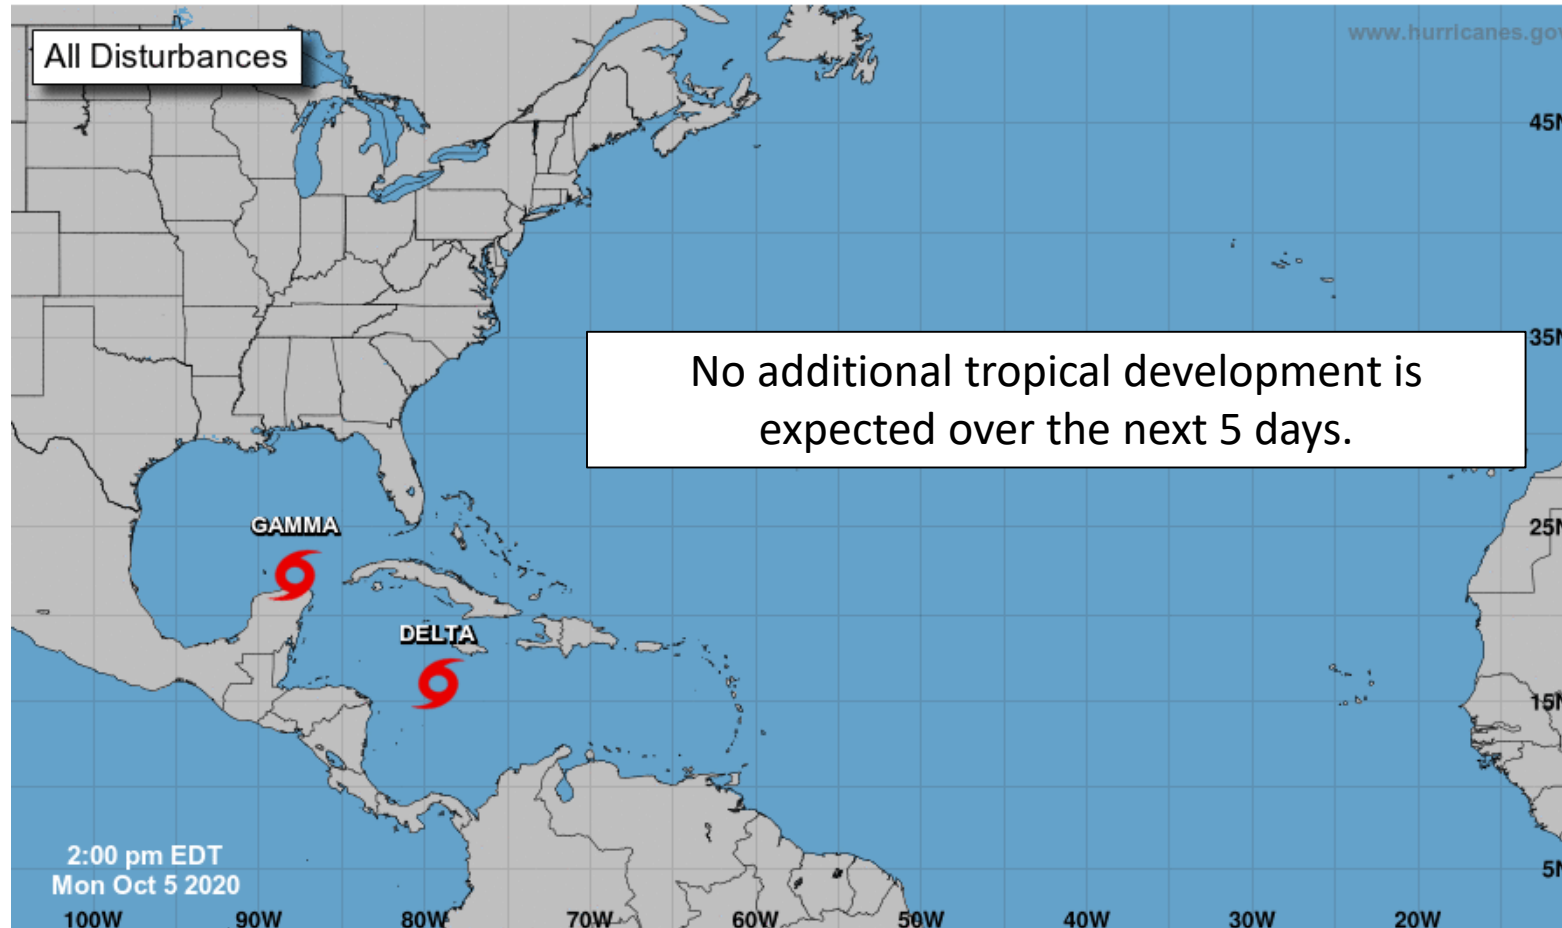 www.hurricanes.gov
All Disturbances
45N
35N
No additional tropical development is
expected over the next 5 days.
GAMMA
25N
DELTA
15N
2:00 pm EDT
Mon Oct 5 2020
5N
100W 90W 80W 70W 60W 50W 40W 30W 20W